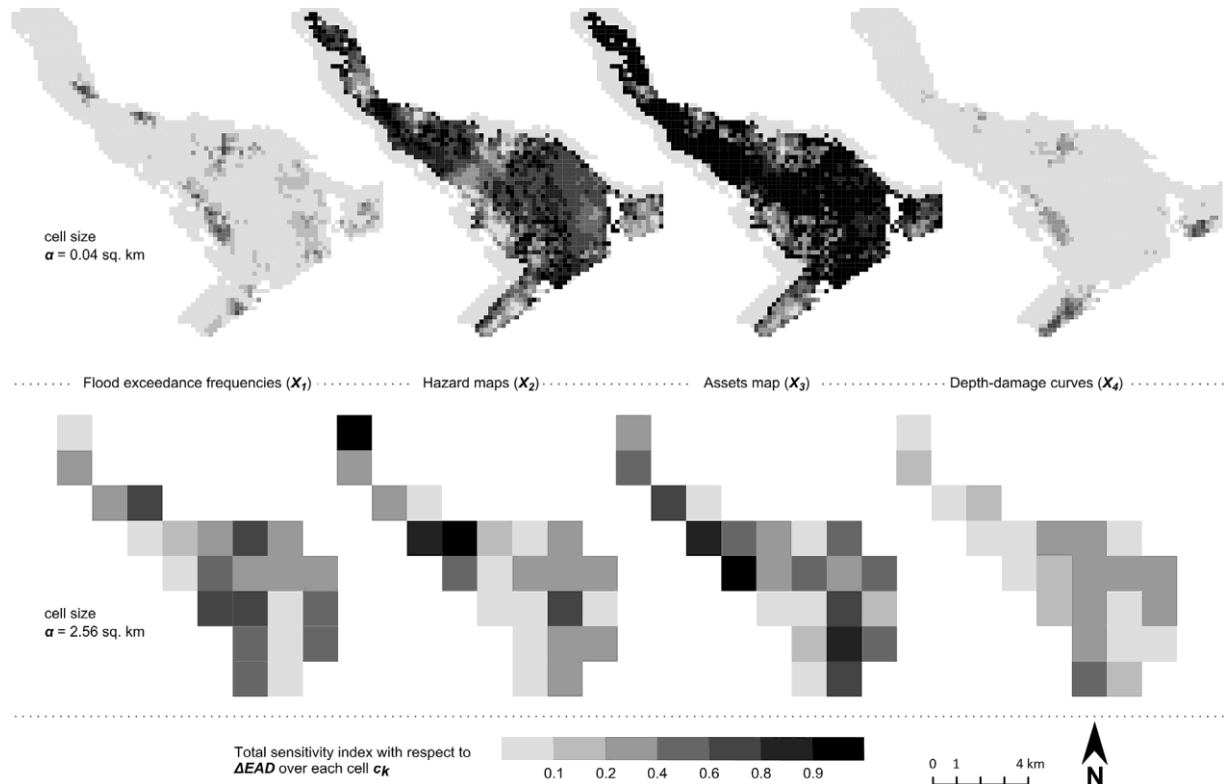 cell size
α = 0.04 sq. km
Flood exceedance frequencies (X1)
Hazard maps (X2)
Assets map (X3)
Depth-damage curves (X4)
cell size
α = 2.56 sq. km
Total sensitivity index with respect to
ΔEAD over each cell ck
0.1 0.2 0.4 0.6 0.8 0.9
0 1 4 km
N